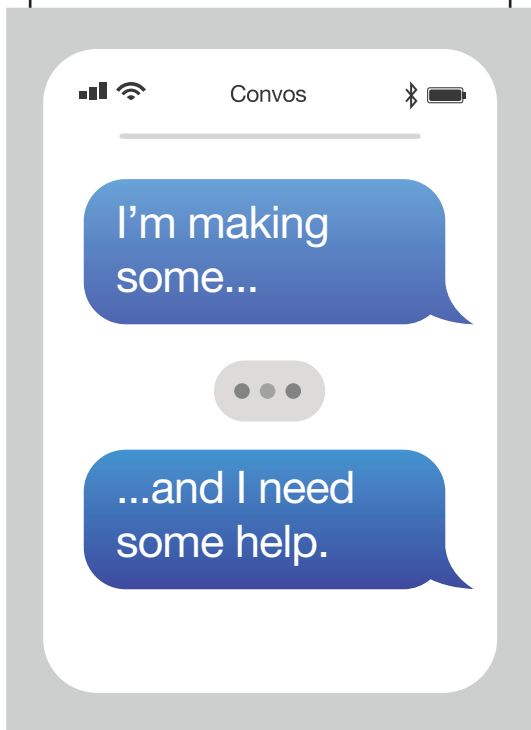 Convos
I’m making
some...
...and I need
some help.